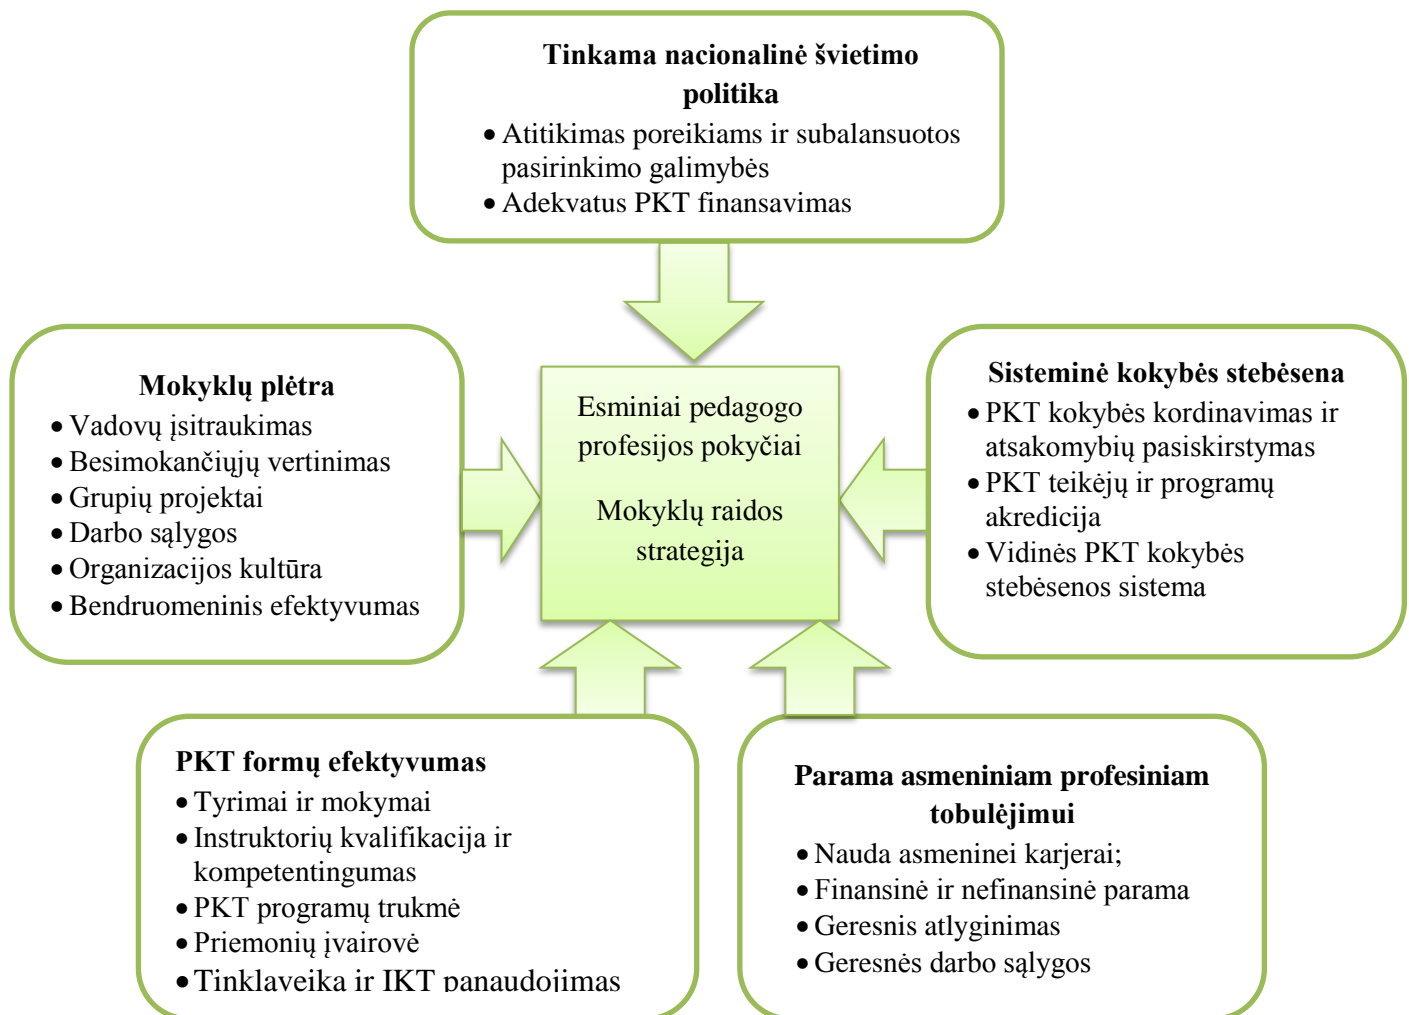 Tinkama nacionalinė švietimo
politika
• Atitikimas poreikiams ir subalansuotos
pasirinkimo galimybės
• Adekvatus PKT finansavimas
Mokyklų plėtra
• Vadovų įsitraukimas
• Besimokančiųjų vertinimas
• Grupių projektai
• Darbo sąlygos
• Organizacijos kultūra
• Bendruomeninis efektyvumas
Esminiai pedagogo
profesijos pokyčiai
Mokyklų raidos
strategija
Sisteminė kokybės stebėsena
• PKT kokybės kordinavimas ir
atsakomybių pasiskirstymas
• PKT teikėjų ir programų
akredicija
• Vidinės PKT kokybės
stebėsenos sistema
PKT formų efektyvumas
• Tyrimai ir mokymai
• Instruktorių kvalifikacija ir
kompetentingumas
• PKT programų trukmė
• Priemonių įvairovė
• Tinklaveika ir IKT panaudojimas
Parama asmeniniam profesiniam
tobulėjimui
• Nauda asmeninei karjerai;
• Finansinė ir nefinansinė parama
• Geresnis atlyginimas
• Geresnės darbo sąlygos